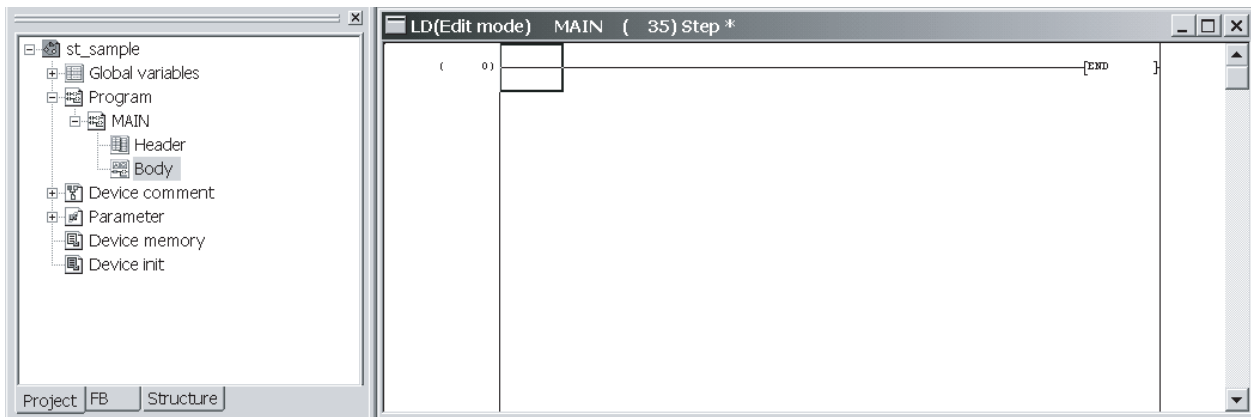 st_sample
Global variables
Program
MAIN
Header
Body
Device comment
Parameter
Device memory
Device init
Project FB Structure
LD(Edit mode) MAIN ( 35) Step *
( 0) [END ]